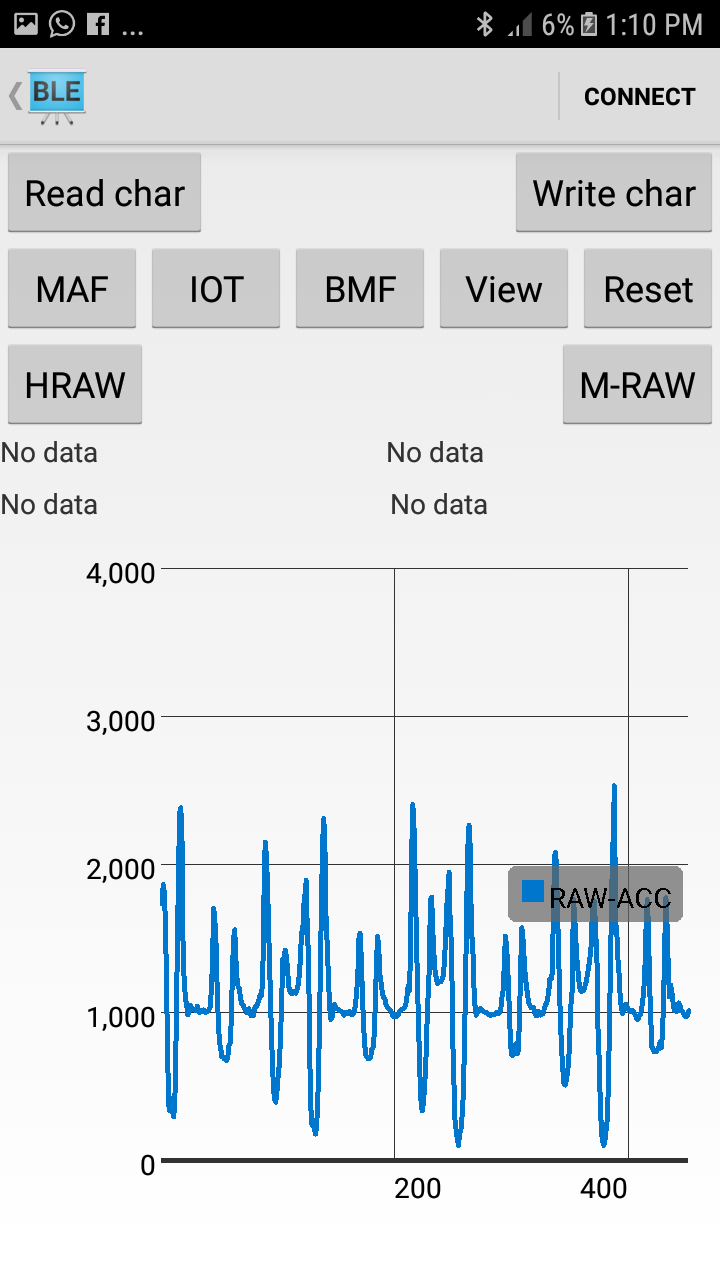 ... 6% 1:10 PM
BLE CONNECT
Read char Write char
MAF IOT BMF View Reset
HRAW M-RAW
No data No data
No data No data
4,000
3,000
2,000
RAW-ACC
1,000
0
200 400